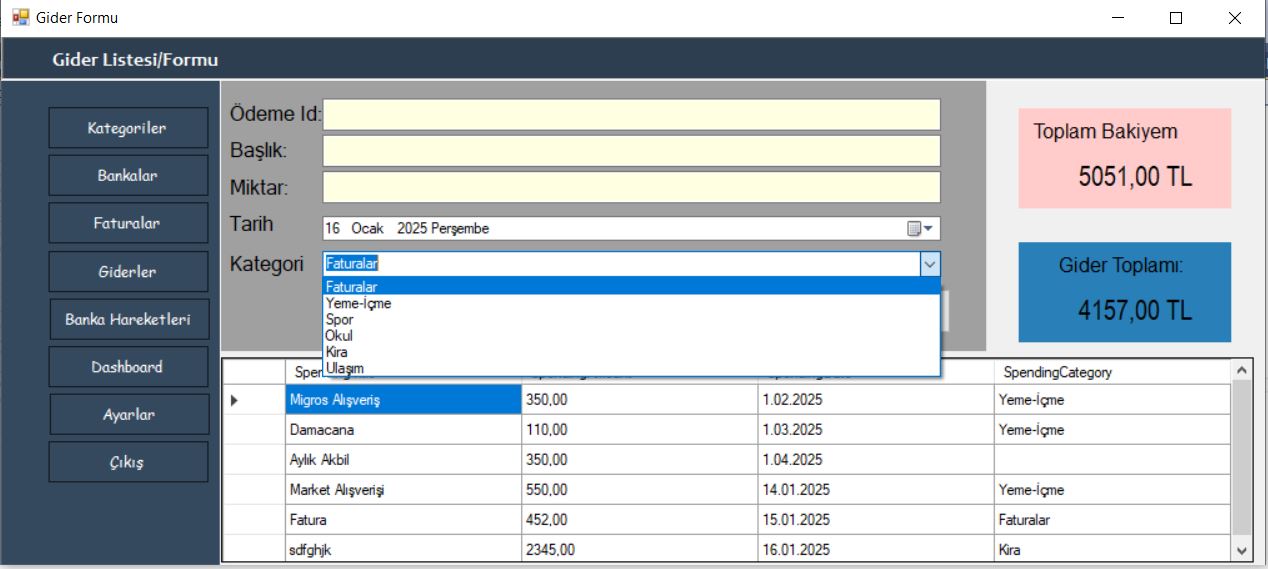 Gider Formu
Gider Listesi/Formu
Kategoriler
Bankalar
Faturalar
Giderler
Banka Hareketleri
Dashboard
Ayarlar
Çıkış
Ödeme Id:
Başlık:
Miktar:
Tarih
16 Ocak 2025 Perşembe
Kategori
Faturalar
Faturalar
Yeme-İçme
Spor
Okul
Kira
Ulaşım
Toplam Bakiyem
5051,00 TL
Gider Toplamı:
4157,00 TL
SpendingCategory
Migros Alışveriş 350,00 1.02.2025 Yeme-İçme
Damacana 110,00 1.03.2025 Yeme-İçme
Aylık Akbil 350,00 1.04.2025
Market Alışverişi 550,00 14.01.2025 Yeme-İçme
Fatura 452,00 15.01.2025 Faturalar
sdfghjk 2345,00 16.01.2025 Kira